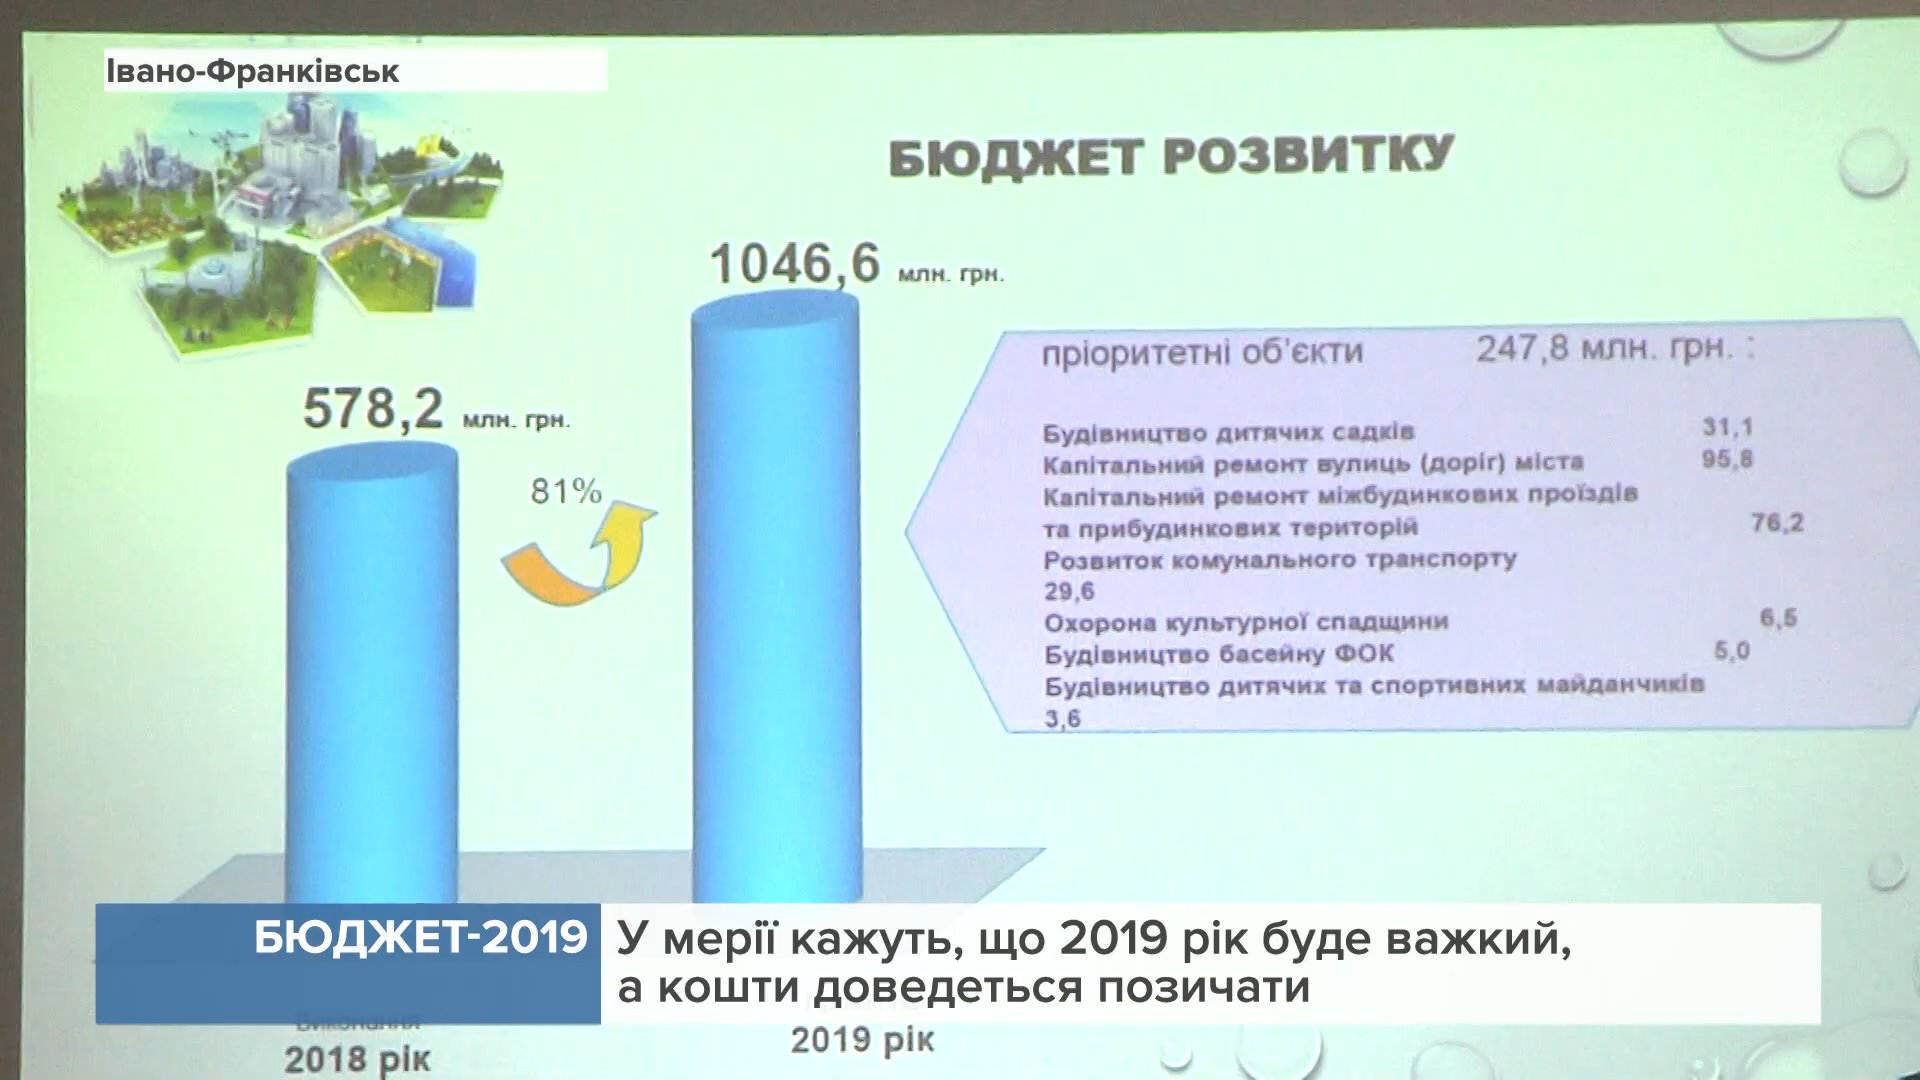 Івано-Франківськ
БЮДЖЕТ РОЗВИТКУ
1046,6 млн. грн.
578,2 млн. грн.
81%
пріоритетні об'єкти 247,8 млн. грн. :
Будівництво дитячих садків 31,1
Капітальний ремонт вулиць (доріг) міста 95,8
Капітальний ремонт міжбудинкових проїздів
та прибудинкових територій 76,2
Розвиток комунального транспорту
29,6
Охорона культурної спадщини 6,5
Будівництво басейну ФОК 5,0
Будівництво дитячих та спортивних майданчиків
3,6
БЮДЖЕТ-2019
У мерії кажуть, що 2019 рік буде важкий,
а кошти доведеться позичати
Виконання
2018 рік
2019 рік